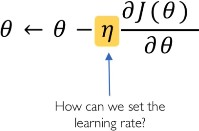 θ ← θ − η ∂J(θ)/∂θ
How can we set the
learning rate?